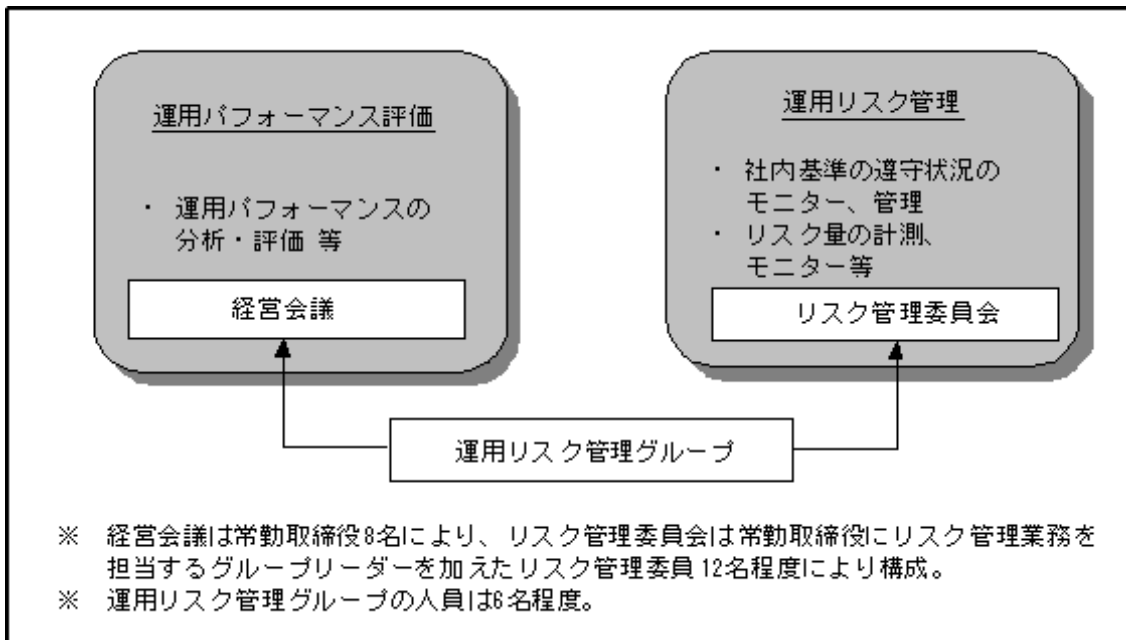 運用パフォーマンス評価
・ 運用パフォーマンスの
分析・評価 等
経営会議
運用リスク管理
・ 社内基準の遵守状況の
モニター、管理
・ リスク量の計測、
モニター等
リスク管理委員会
運用リスク管理グループ
※ 経営会議は常勤取締役8名により、リスク管理委員会は常勤取締役にリスク管理業務を
担当するグループリーダーを加えたリスク管理委員12名程度により構成。
※ 運用リスク管理グループの人員は6名程度。